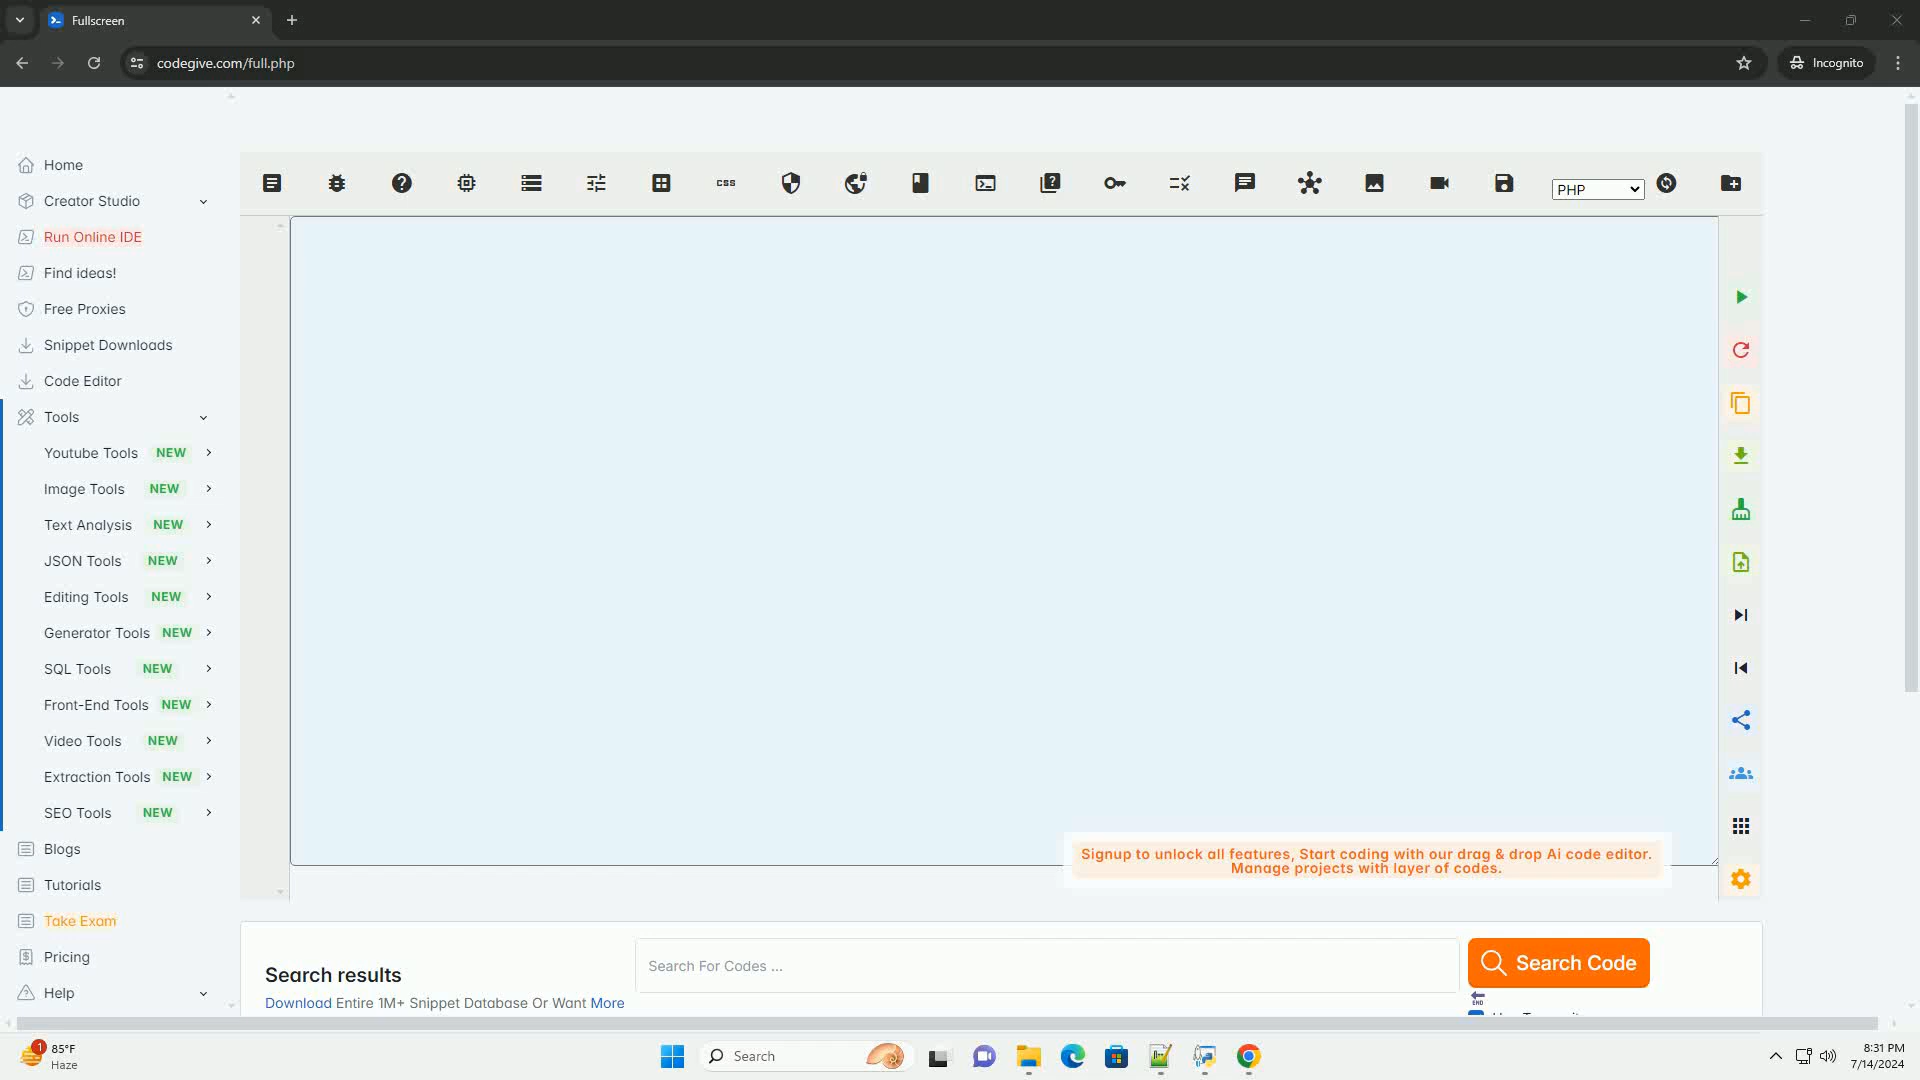 Fullscreen
codegive.com/full.php
Incognito
Home
Creator Studio
Run Online IDE
Find ideas!
Free Proxies
Snippet Downloads
Code Editor
Tools
Youtube Tools NEW
Image Tools NEW
Text Analysis NEW
JSON Tools NEW
Editing Tools NEW
Generator Tools NEW
SQL Tools NEW
Front-End Tools NEW
Video Tools NEW
Extraction Tools NEW
SEO Tools NEW
Blogs
Tutorials
Take Exam
Pricing
Help
CSS
PHP
Signup to unlock all features, Start coding with our drag & drop Ai code editor.
Manage projects with layer of codes.
Search results
Download Entire 1M+ Snippet Database Or Want More
Search For Codes ...
Search Code
END
1
85°F
Haze
Search
8:31 PM
7/14/2024